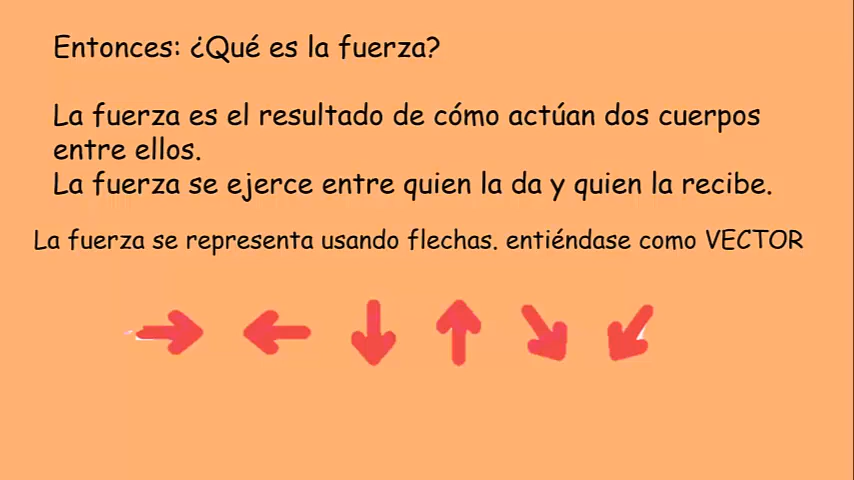 Entonces: ¿Qué es la fuerza?
La fuerza es el resultado de cómo actúan dos cuerpos
entre ellos.
La fuerza se ejerce entre quien la da y quien la recibe.
La fuerza se representa usando flechas. entiéndase como VECTOR